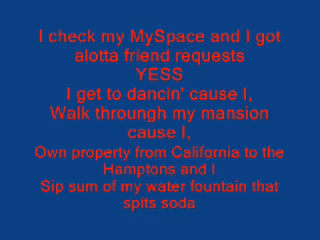 I check my MySpace and I got
alotta friend requests
YESS
I get to dancin' cause I,
Walk throungh my mansion
cause I,
Own property from California to the
Hamptons and I
Sip sum of my water fountain that
spits soda